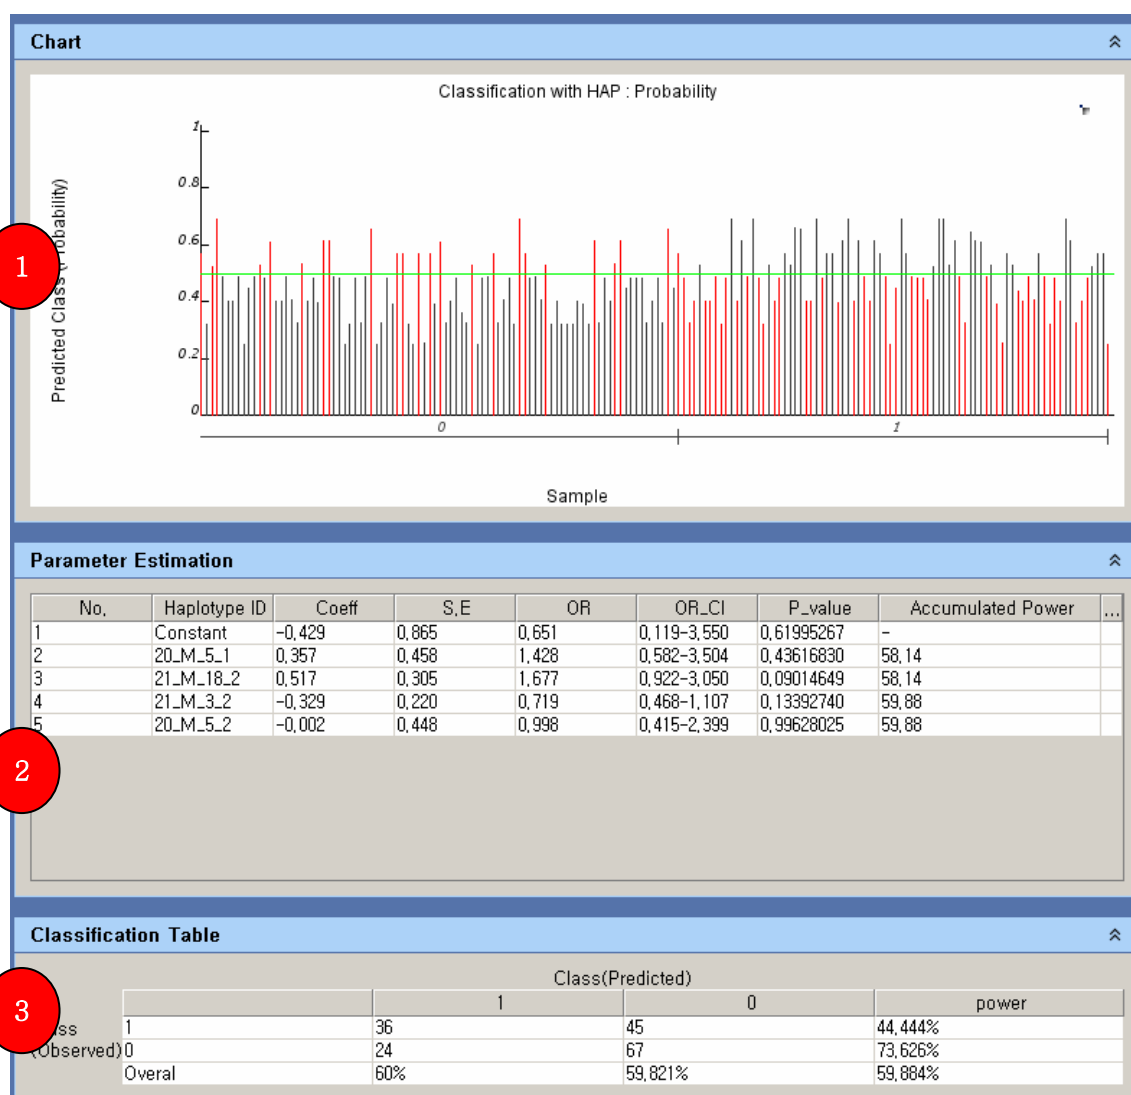 Chart
Classification with HAP : Probability
1
0.8
0.6
0.4
0.2
0
Predicted Class (Probability)
0 1
Sample
1
Parameter Estimation
No, Haplotype ID Coeff S,E OR OR_CI P_value Accumulated Power ...
1 Constant -0,429 0,865 0,651 0,119-3,550 0,61995267 -
2 20_M_5_1 0,357 0,458 1,428 0,582-3,504 0,43616830 58,14
3 21_M_18_2 0,517 0,305 1,677 0,922-3,050 0,09014649 58,14
4 21_M_3_2 -0,329 0,220 0,719 0,468-1,107 0,13392740 59,88
5 20_M_5_2 -0,002 0,448 0,998 0,415-2,399 0,99628025 59,88
2
Classification Table
Class(Predicted)
1 0 power
3
1 36 45 44,444%
(Observed) 0 24 67 73,626%
Overal 60% 59,821% 59,884%